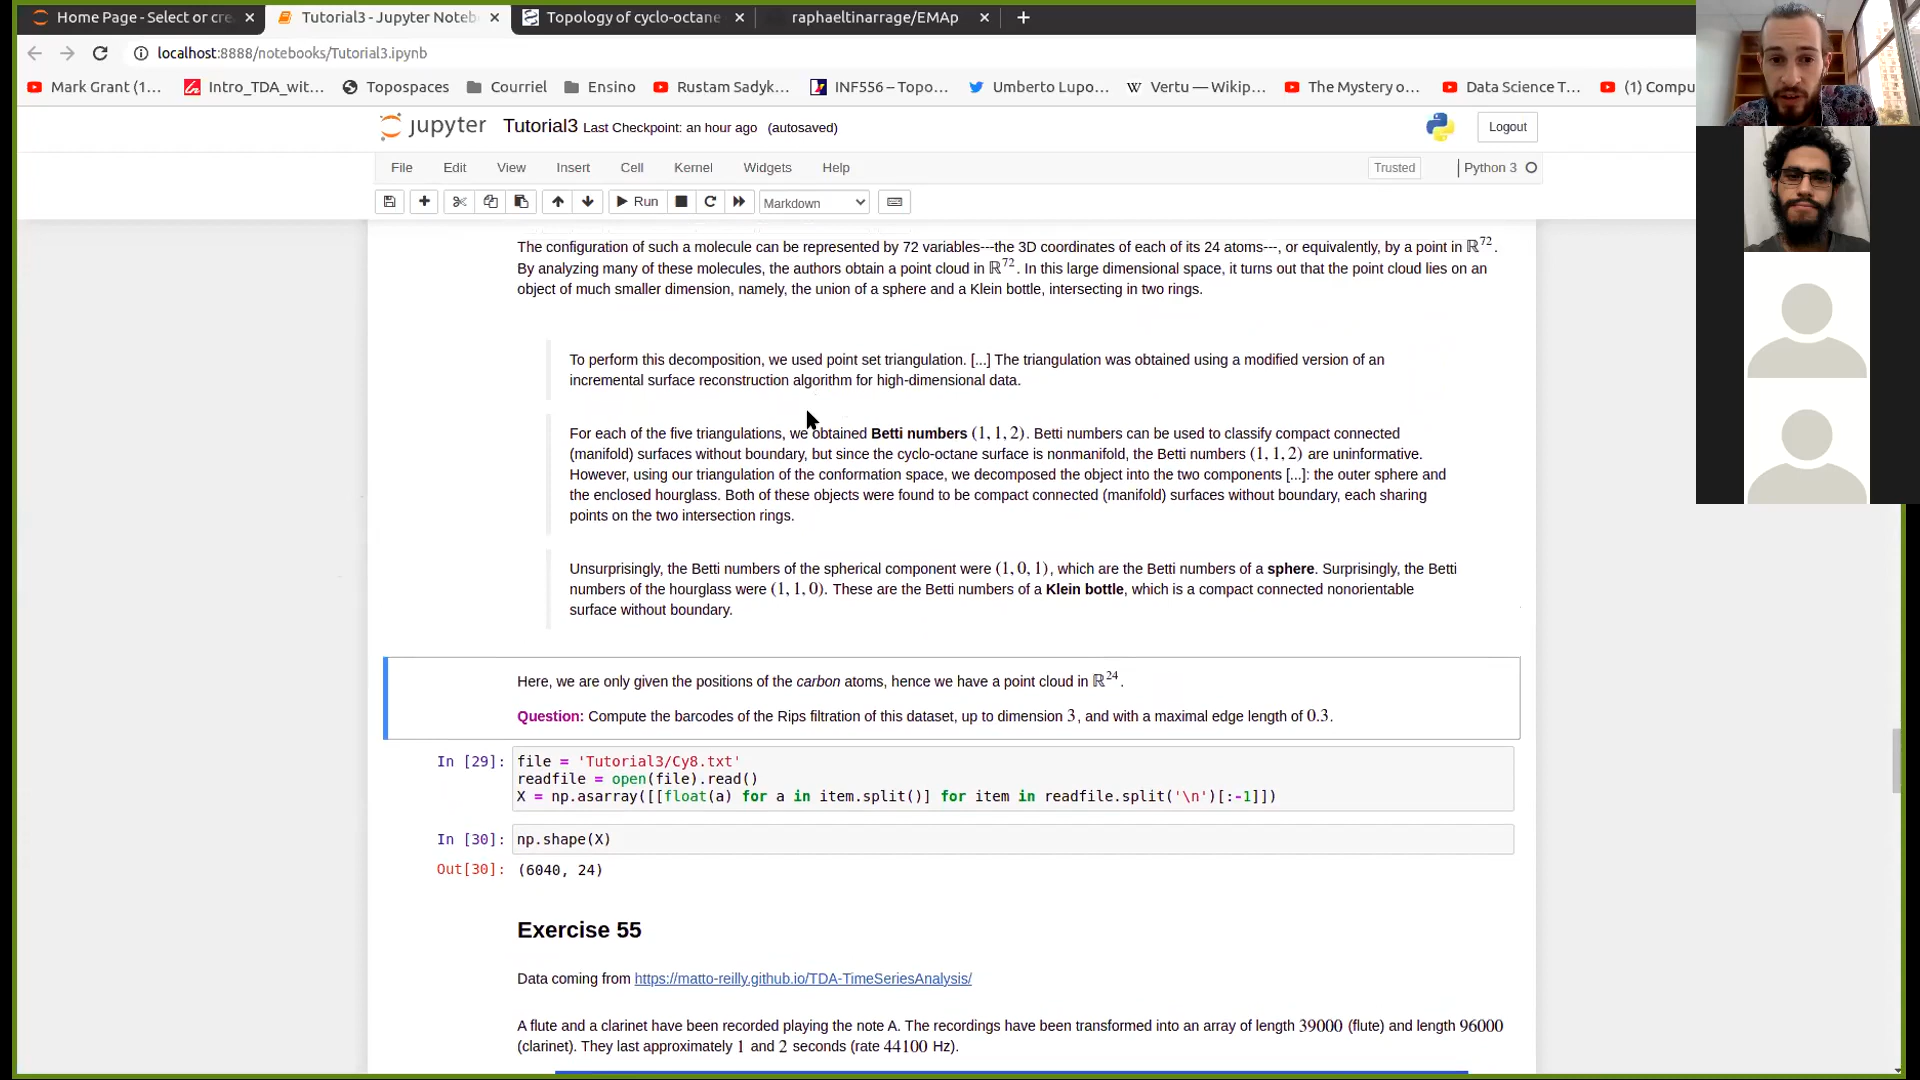 Home Page - Select or cre
Tutorial3 - Jupyter Noteb
Topology of cyclo-octane
raphaeltinarrage/EMAp
localhost:8888/notebooks/Tutorial3.ipynb
Mark Grant (1...
Intro_TDA_wit...
Topospaces
Courriel
Ensino
Rustam Sadyk...
INF556 – Topo...
Umberto Lupo...
Vertu — Wikip...
The Mystery o...
Data Science T...
(1) Compu
jupyter Tutorial3 Last Checkpoint: an hour ago (autosaved)
Logout
File Edit View Insert Cell Kernel Widgets Help
Trusted
Python 3
Run
Markdown
The configuration of such a molecule can be represented by 72 variables---the 3D coordinates of each of its 24 atoms---, or equivalently, by a point in ℝ^72.
By analyzing many of these molecules, the authors obtain a point cloud in ℝ^72. In this large dimensional space, it turns out that the point cloud lies on an
object of much smaller dimension, namely, the union of a sphere and a Klein bottle, intersecting in two rings.
To perform this decomposition, we used point set triangulation. [...] The triangulation was obtained using a modified version of an
incremental surface reconstruction algorithm for high-dimensional data.
For each of the five triangulations, we obtained Betti numbers (1, 1, 2). Betti numbers can be used to classify compact connected
(manifold) surfaces without boundary, but since the cyclo-octane surface is nonmanifold, the Betti numbers (1, 1, 2) are uninformative.
However, using our triangulation of the conformation space, we decomposed the object into the two components [...]: the outer sphere and
the enclosed hourglass. Both of these objects were found to be compact connected (manifold) surfaces without boundary, each sharing
points on the two intersection rings.
Unsurprisingly, the Betti numbers of the spherical component were (1, 0, 1), which are the Betti numbers of a sphere. Surprisingly, the Betti
numbers of the hourglass were (1, 1, 0). These are the Betti numbers of a Klein bottle, which is a compact connected nonorientable
surface without boundary.
Here, we are only given the positions of the carbon atoms, hence we have a point cloud in ℝ^24.
Question: Compute the barcodes of the Rips filtration of this dataset, up to dimension 3, and with a maximal edge length of 0.3.
In [29]: file = 'Tutorial3/Cy8.txt'
readfile = open(file).read()
X = np.asarray([[float(a) for a in item.split()] for item in readfile.split('\n')[:-1]])
In [30]: np.shape(X)
Out[30]: (6040, 24)
Exercise 55
Data coming from https://matto-reilly.github.io/TDA-TimeSeriesAnalysis/
A flute and a clarinet have been recorded playing the note A. The recordings have been transformed into an array of length 39000 (flute) and length 96000
(clarinet). They last approximately 1 and 2 seconds (rate 44100 Hz).